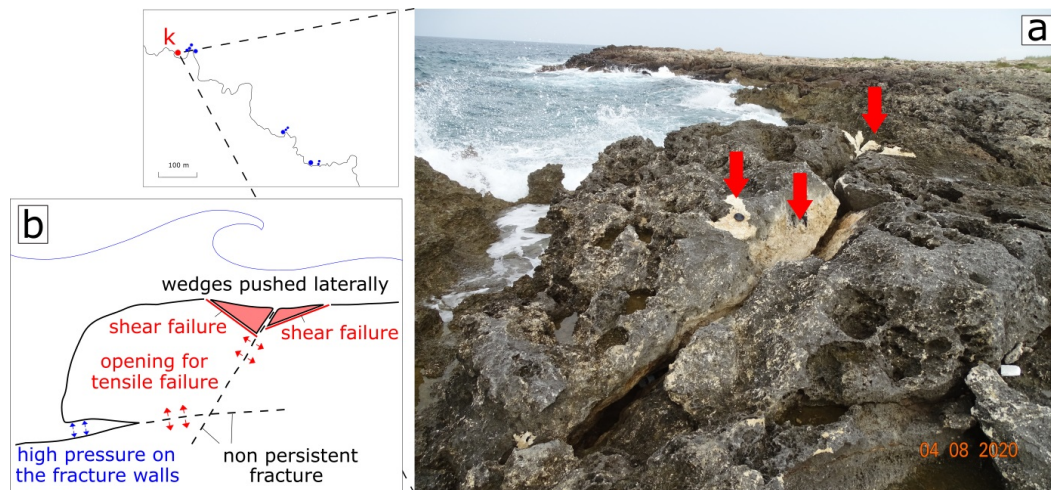 k
100 m
b
wedges pushed laterally
shear failure
shear failure
opening for
tensile failure
high pressure on
the fracture walls
non persistent
fracture
a
04 08 2020